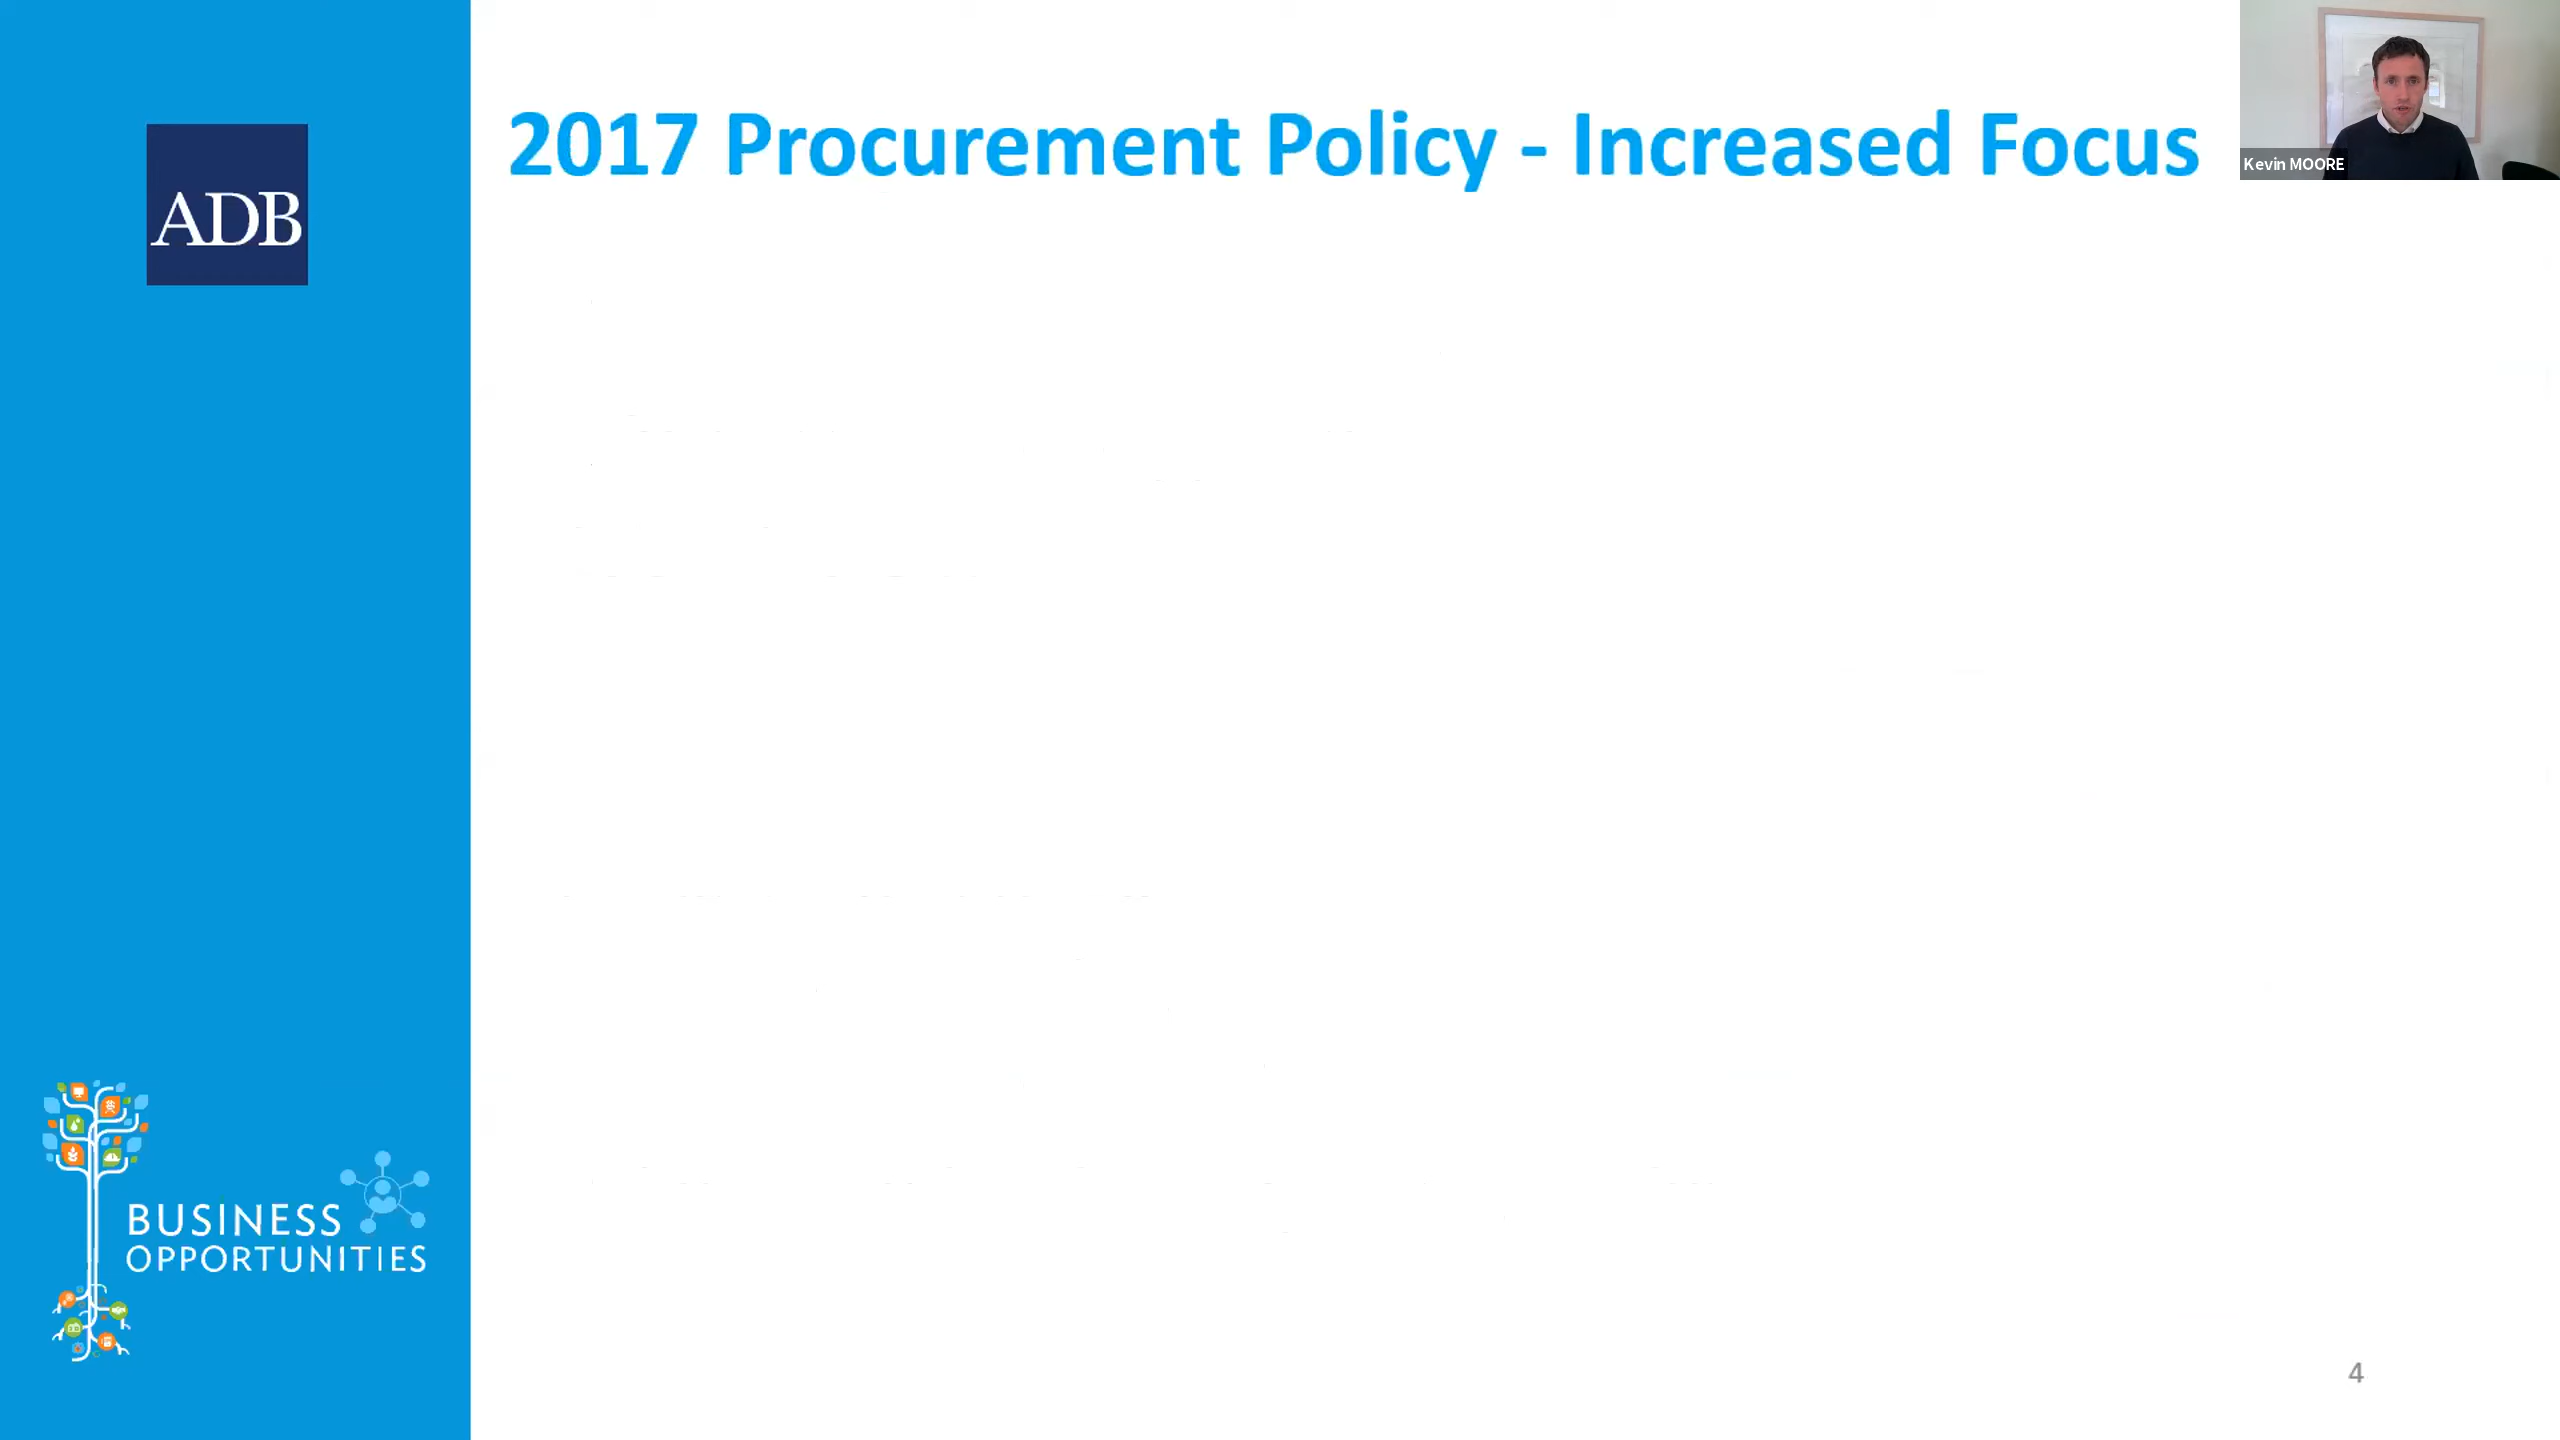 2017 Procurement Policy - Increased Focus
Kevin MOORE
ADB
BUSINESS
OPPORTUNITIES
4